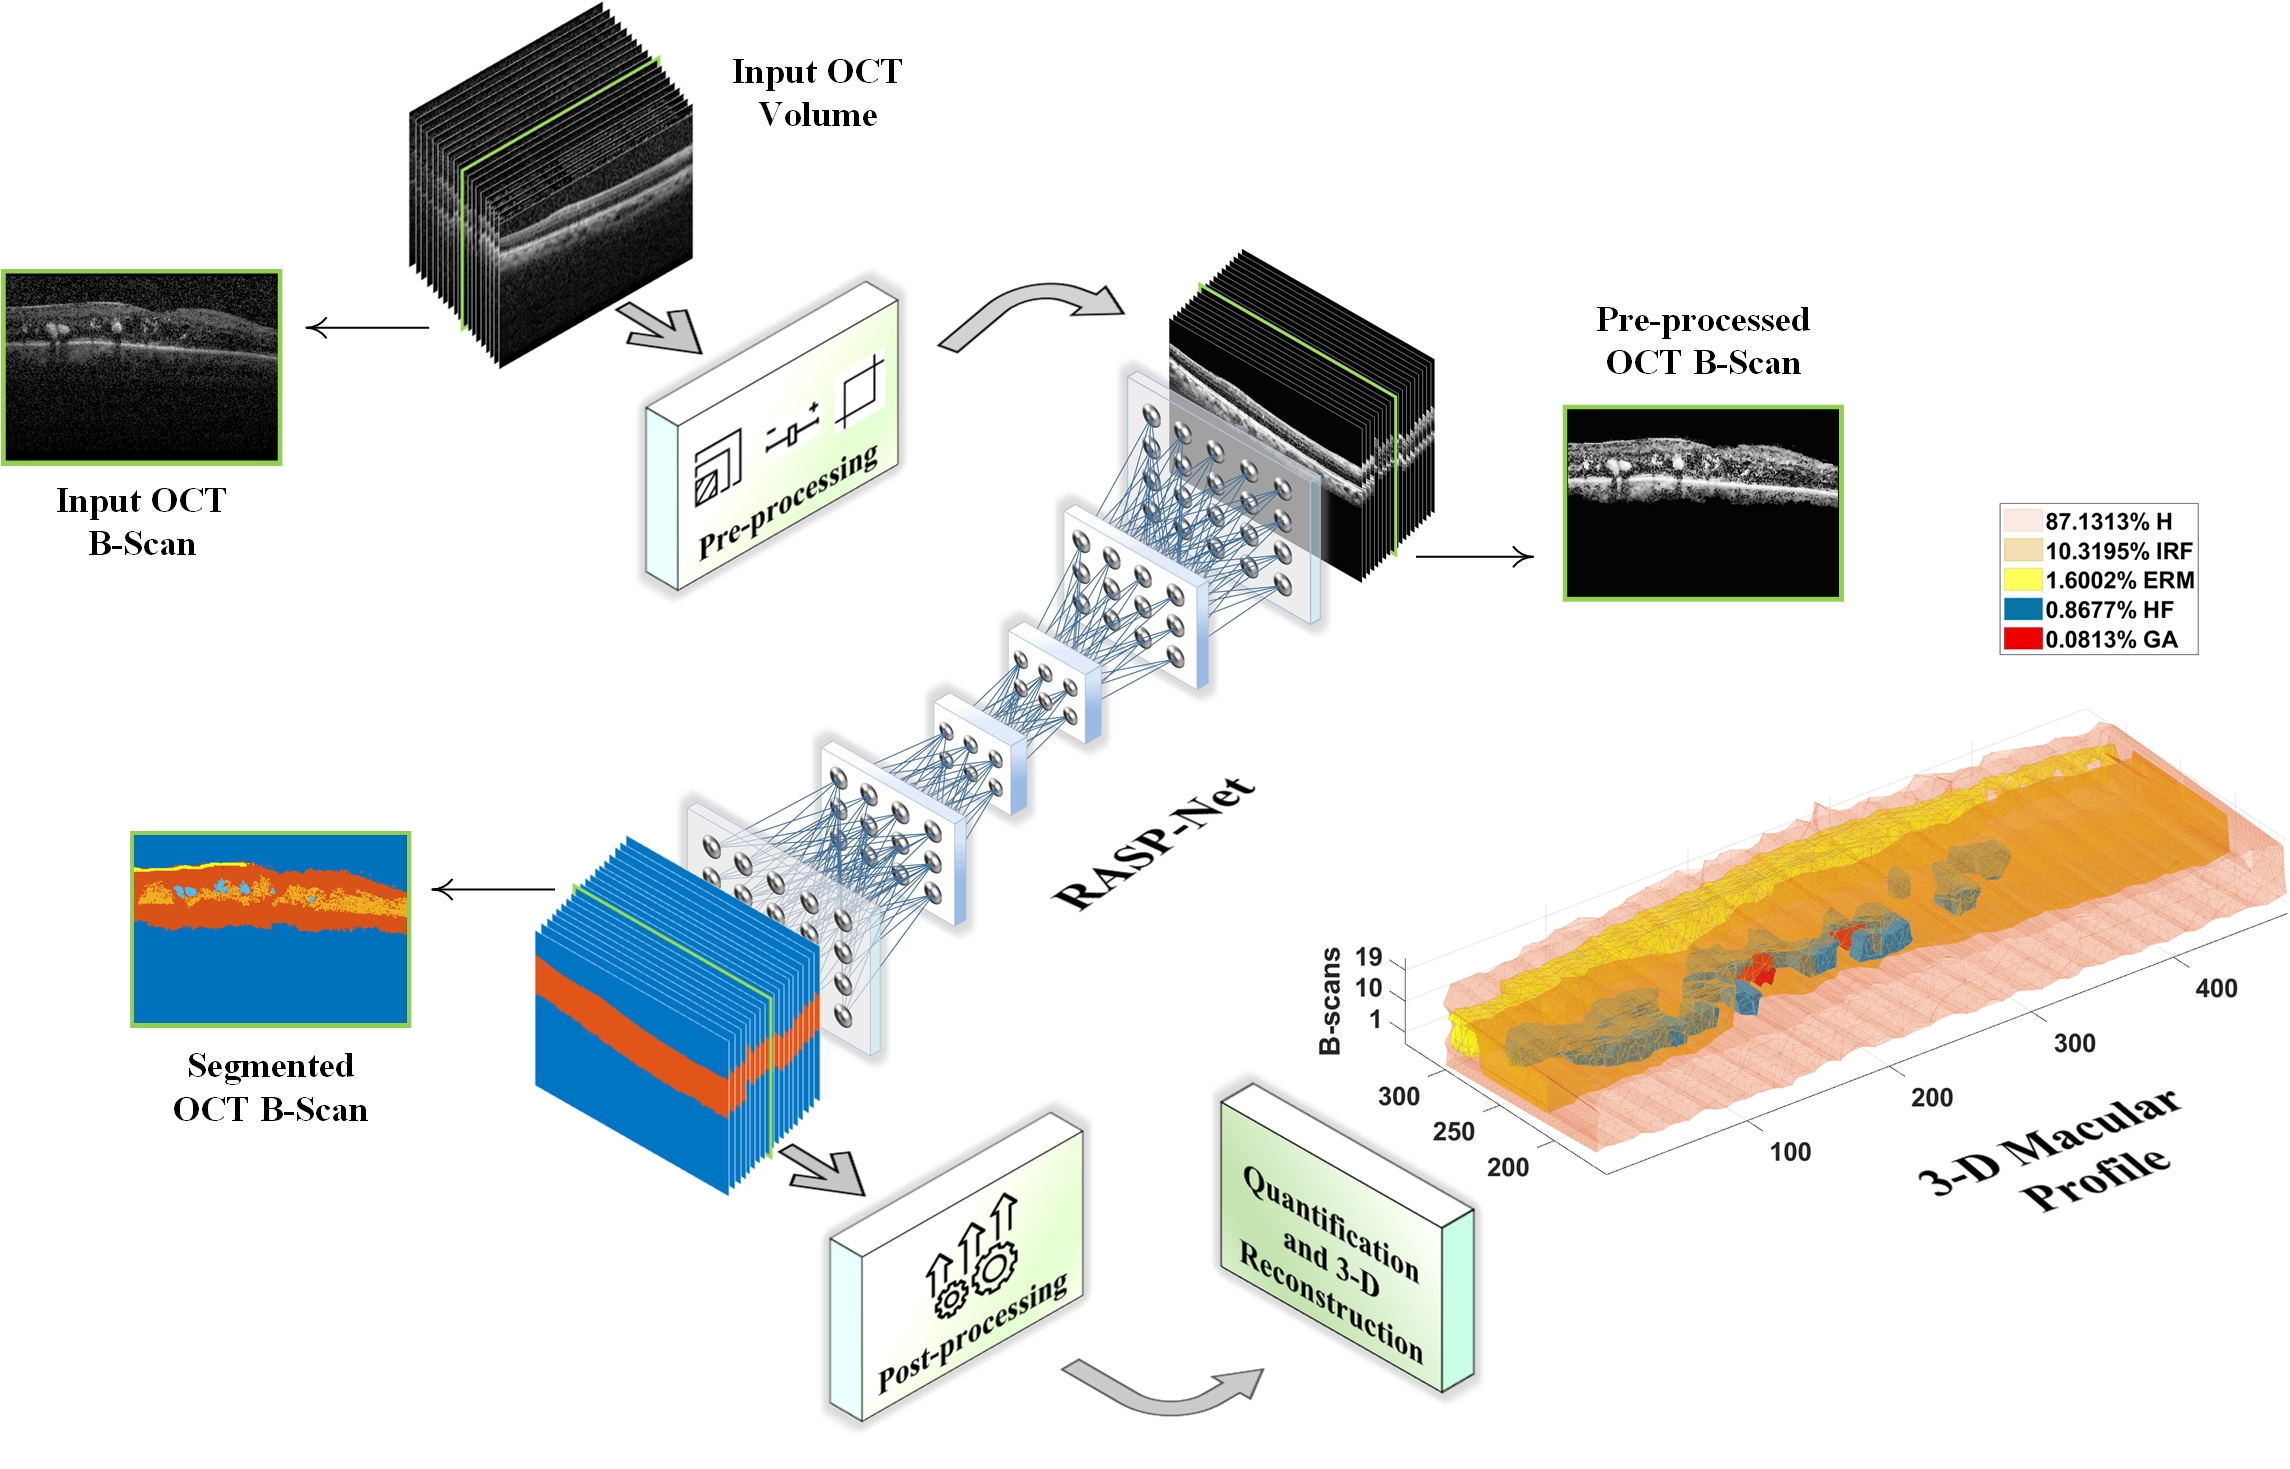 Input OCT
Volume
Input OCT
B-Scan
- +
Pre-processing
Pre-processed
OCT B-Scan
87.1313% H
10.3195% IRF
1.6002% ERM
0.8677% HF
0.0813% GA
RASP-Net
Segmented
OCT B-Scan
Post-processing
Quantification
and 3-D
Reconstruction
B-scans
19
10
1
300
250
200
100
200
300
400
3-D Macular
Profile